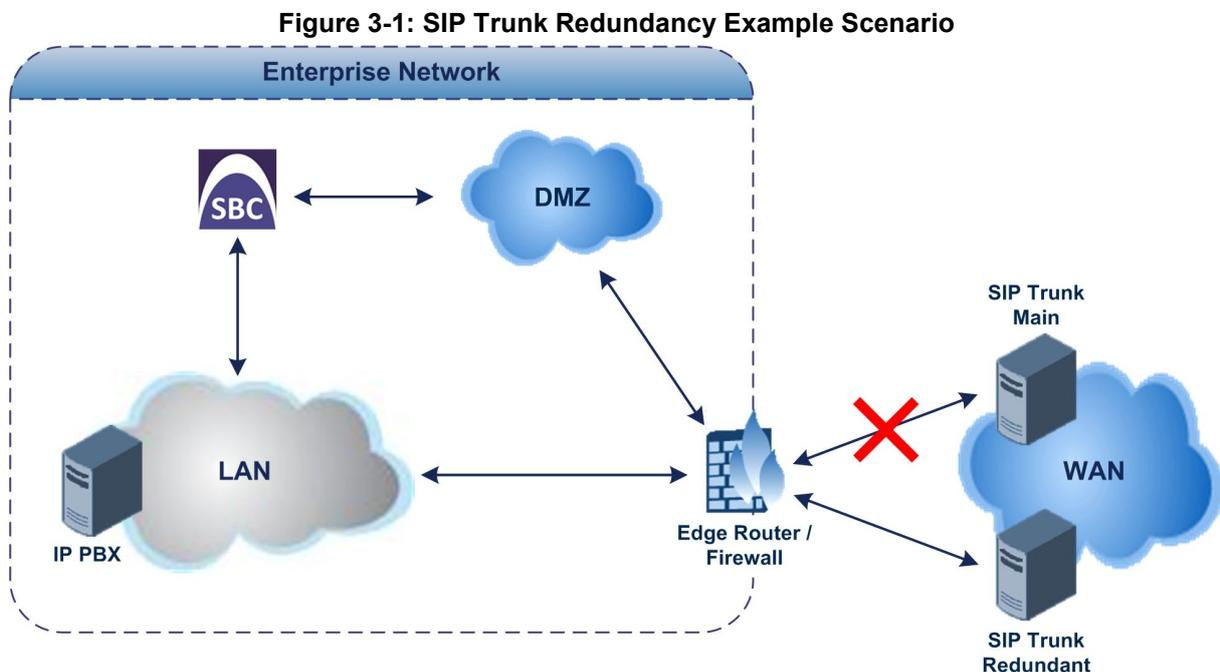 Figure 3-1: SIP Trunk Redundancy Example Scenario
Enterprise Network
SBC
DMZ
SIP Trunk
Main
LAN
WAN
IP PBX
Edge Router /
Firewall
SIP Trunk
Redundant